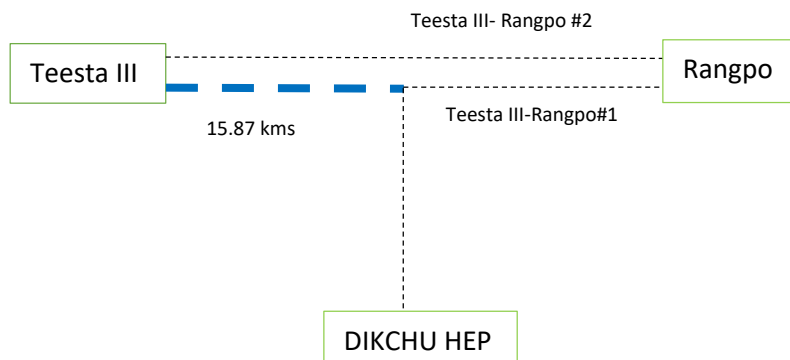 Teesta III- Rangpo #2
Teesta III
Rangpo
Teesta III-Rangpo#1
15.87 kms
DIKCHU HEP